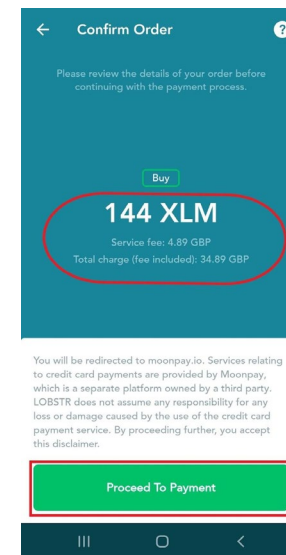 Confirm Order
?
Please review the details of your order before
continuing with the payment process.
Buy
144 XLM
Service fee: 4.89 GBP
Total charge (fee included): 34.89 GBP
You will be redirected to moonpay.io. Services relating
to credit card payments are provided by Moonpay,
which is a separate platform owned by a third party.
LOBSTR does not assume any responsibility for any
loss or damage caused by the use of the credit card
payment service. By proceeding further, you accept
this disclaimer.
Proceed To Payment